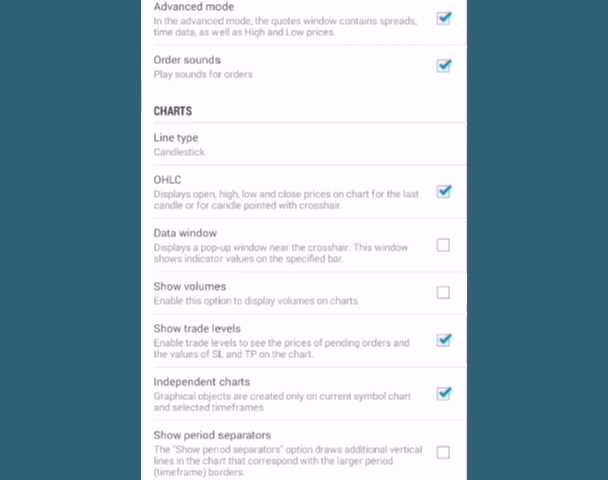 Advanced mode
In the advanced mode, the quotes window contains spreads,
time data, as well as High and Low prices.
Order sounds
Play sounds for orders
CHARTS
Line type
Candlestick
OHLC
Displays open, high, low and close prices on chart for the last
candle or for candle pointed with crosshair.
Data window
Displays a pop-up window near the crosshair. This window
shows indicator values on the specified bar.
Show volumes
Enable this option to display volumes on charts
Show trade levels
Enable trade levels to see the prices of pending orders and
the values of SL and TP on the chart.
Independent charts
Graphical objects are created only on current symbol chart
and selected timeframes
Show period separators
The "Show period separators" option draws additional vertical
lines in the chart that correspond with the larger period
(timeframe) borders.